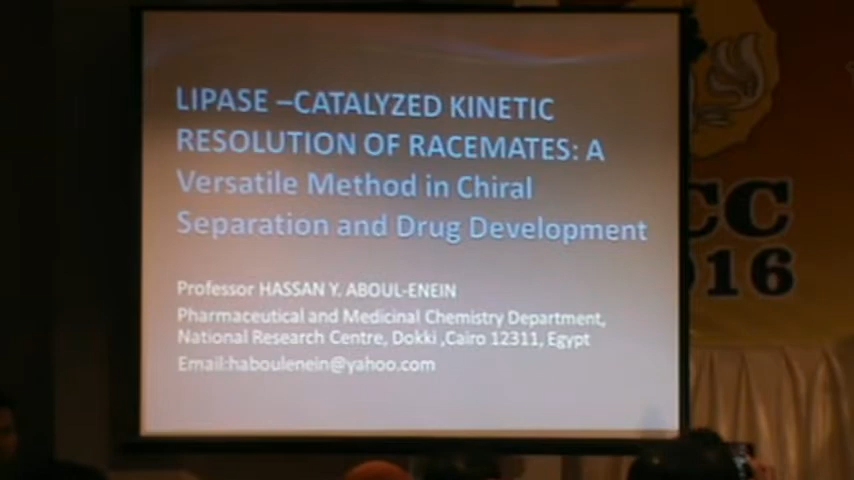 LIPASE –CATALYZED KINETIC
RESOLUTION OF RACEMATES: A
Versatile Method in Chiral
Separation and Drug Development
Professor HASSAN Y. ABOUL-ENEIN
Pharmaceutical and Medicinal Chemistry Department,
National Research Centre, Dokki ,Cairo 12311, Egypt
Email:haboulenein@yahoo.com
CC
016